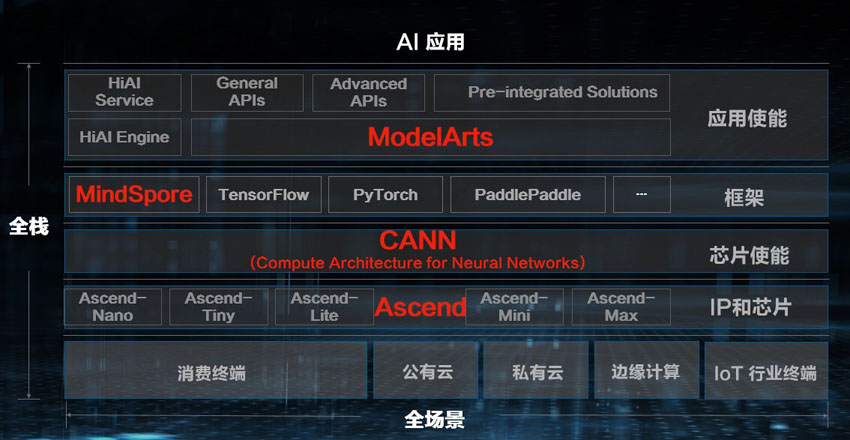 AI 应用
HiAI
Service
General
APIs
Advanced
APIs
Pre-integrated Solutions
应用使能
HiAI Engine
ModelArts
MindSpore
TensorFlow
PyTorch
PaddlePaddle
...
框架
全栈
CANN
（Compute Architecture for Neural Networks）
芯片使能
Ascend-
Nano
Ascend-
Tiny
Ascend-
Lite
Ascend
Ascend-
Mini
Ascend-
Max
IP和芯片
消费终端
公有云
私有云
边缘计算
IoT 行业终端
全场景